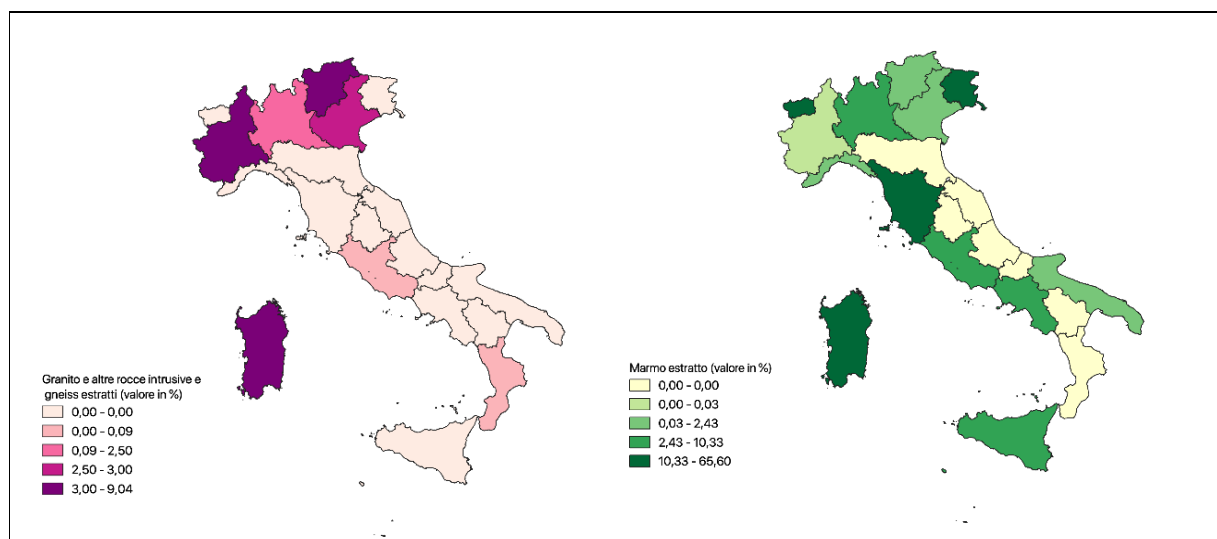 Granito e altre rocce intrusive e
gneiss estratti (valore in %)
0,00 - 0,00
0,00 - 0,09
0,09 - 2,50
2,50 - 3,00
3,00 - 9,04
Marmo estratto (valore in %)
0,00 - 0,00
0,00 - 0,03
0,03 - 2,43
2,43 - 10,33
10,33 - 65,60